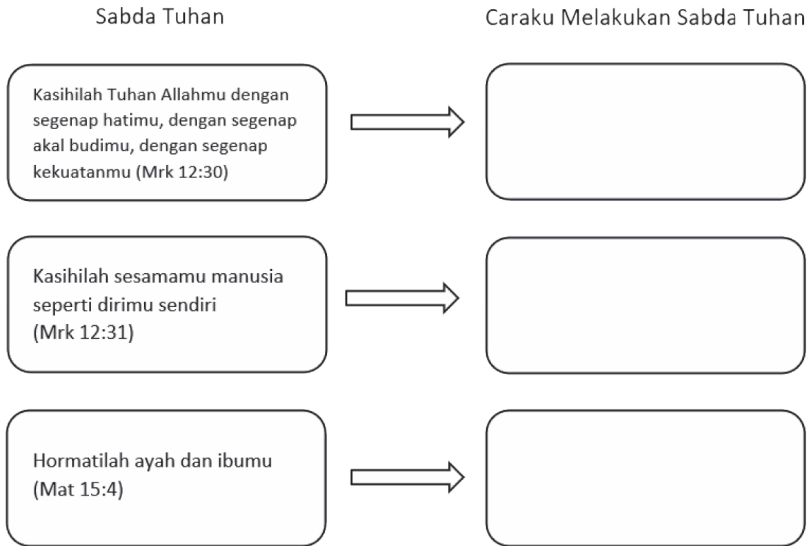 Sabda Tuhan
Caraku Melakukan Sabda Tuhan
Kasihilah Tuhan Allahmu dengan
segenap hatimu, dengan segenap
akal budimu, dengan segenap
kekuatanmu (Mrk 12:30)
Kasihilah sesamamu manusia
seperti dirimu sendiri
(Mrk 12:31)
Hormatilah ayah dan ibumu
(Mat 15:4)